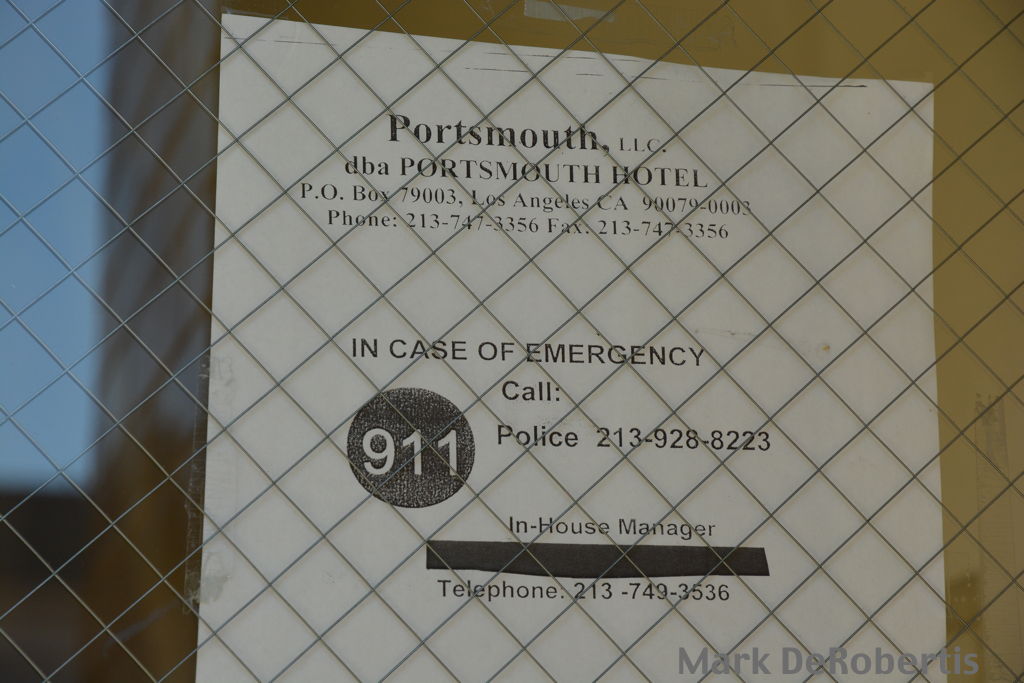 Portsmouth, LLC.
dba PORTSMOUTH HOTEL
P.O. Box 79003, Los Angeles CA 90079-0003
Phone: 213-747-3356 Fax: 213-747-3356
IN CASE OF EMERGENCY
Call:
911
Police 213-928-8223
In-House Manager
Telephone: 213 -749-3536
Mark DeRobertis